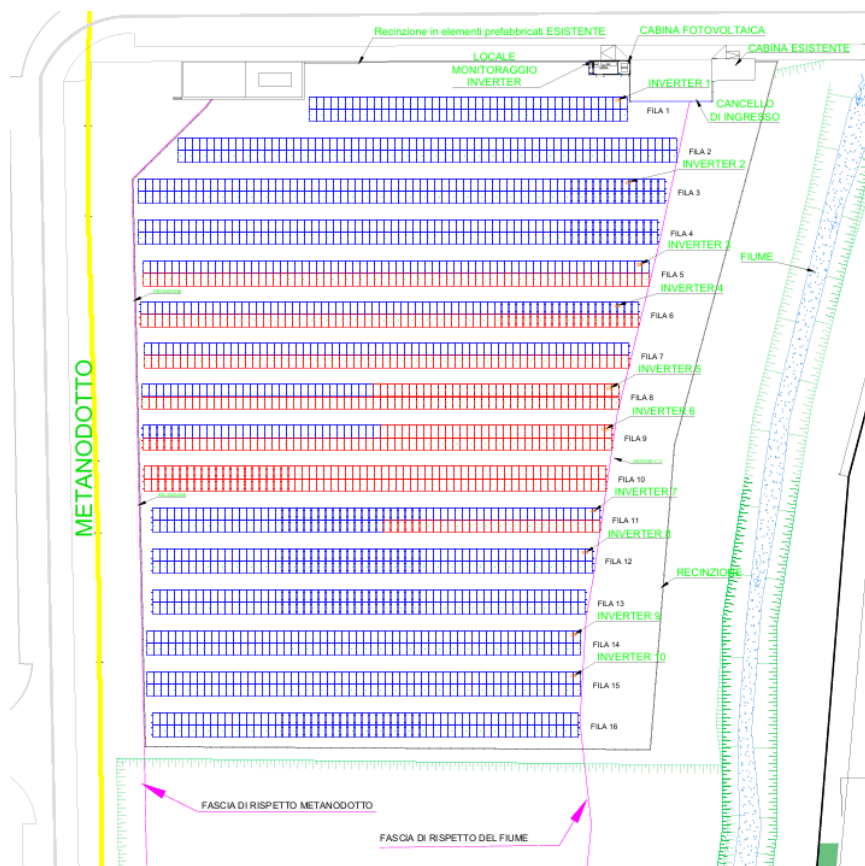 Recinzione in elementi prefabbricati ESISTENTE
CABINA FOTOVOLTAICA
LOCALE
MONITORAGGIO
INVERTER
CABINA ESISTENTE
INVERTER 1
CANCELLO
DI INGRESSO
FILA 1
FILA 2
INVERTER 2
FILA 3
FILA 4
INVERTER 3
FIUME
FILA 5
RECINZIONE
INVERTER 4
FILA 6
FILA 7
INVERTER 5
METANODOTTO
FILA 8
INVERTER 6
FILA 9
FILA 10
INVERTER 7
RECINZIONE
FILA 11
INVERTER 8
FILA 12
RECINZIONE
FILA 13
INVERTER 9
FILA 14
INVERTER 10
FILA 15
FILA 16
FASCIA DI RISPETTO METANODOTTO
FASCIA DI RISPETTO DEL FIUME